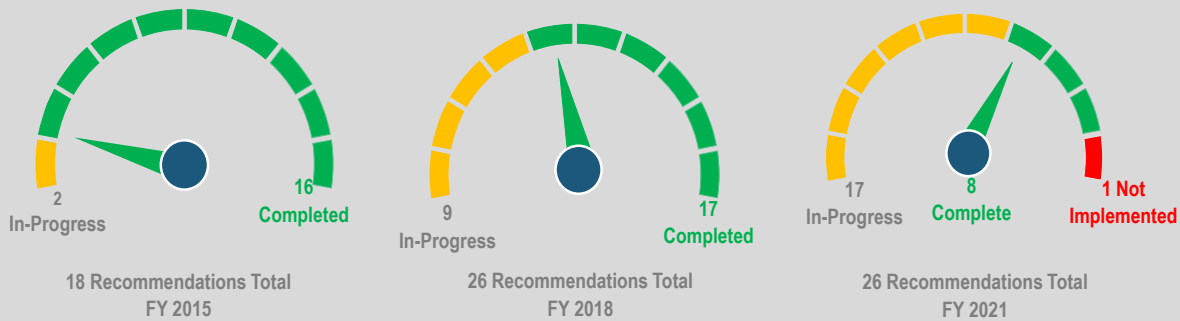 2
In-Progress
16
Completed
18 Recommendations Total
FY 2015
9
In-Progress
17
Completed
26 Recommendations Total
FY 2018
17
In-Progress
8
Complete
1 Not
Implemented
26 Recommendations Total
FY 2021